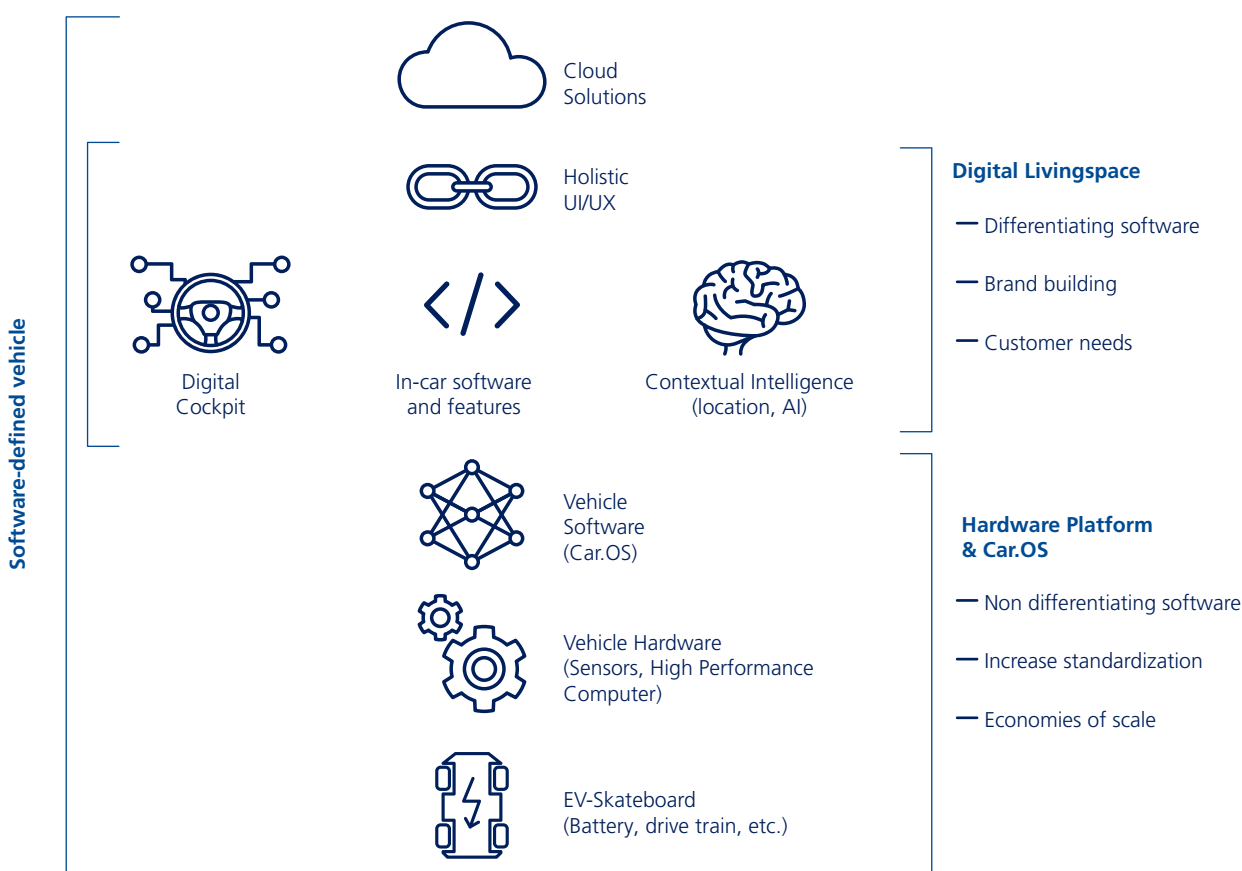 Software-defined vehicle
Cloud
Solutions
Holistic
UI/UX
Digital
Cockpit
In-car software
and features
Contextual Intelligence
(location, AI)
Digital Livingspace
— Differentiating software
— Brand building
— Customer needs
Vehicle
Software
(Car.OS)
Vehicle Hardware
(Sensors, High Performance
Computer)
EV-Skateboard
(Battery, drive train, etc.)
Hardware Platform
& Car.OS
— Non differentiating software
— Increase standardization
— Economies of scale